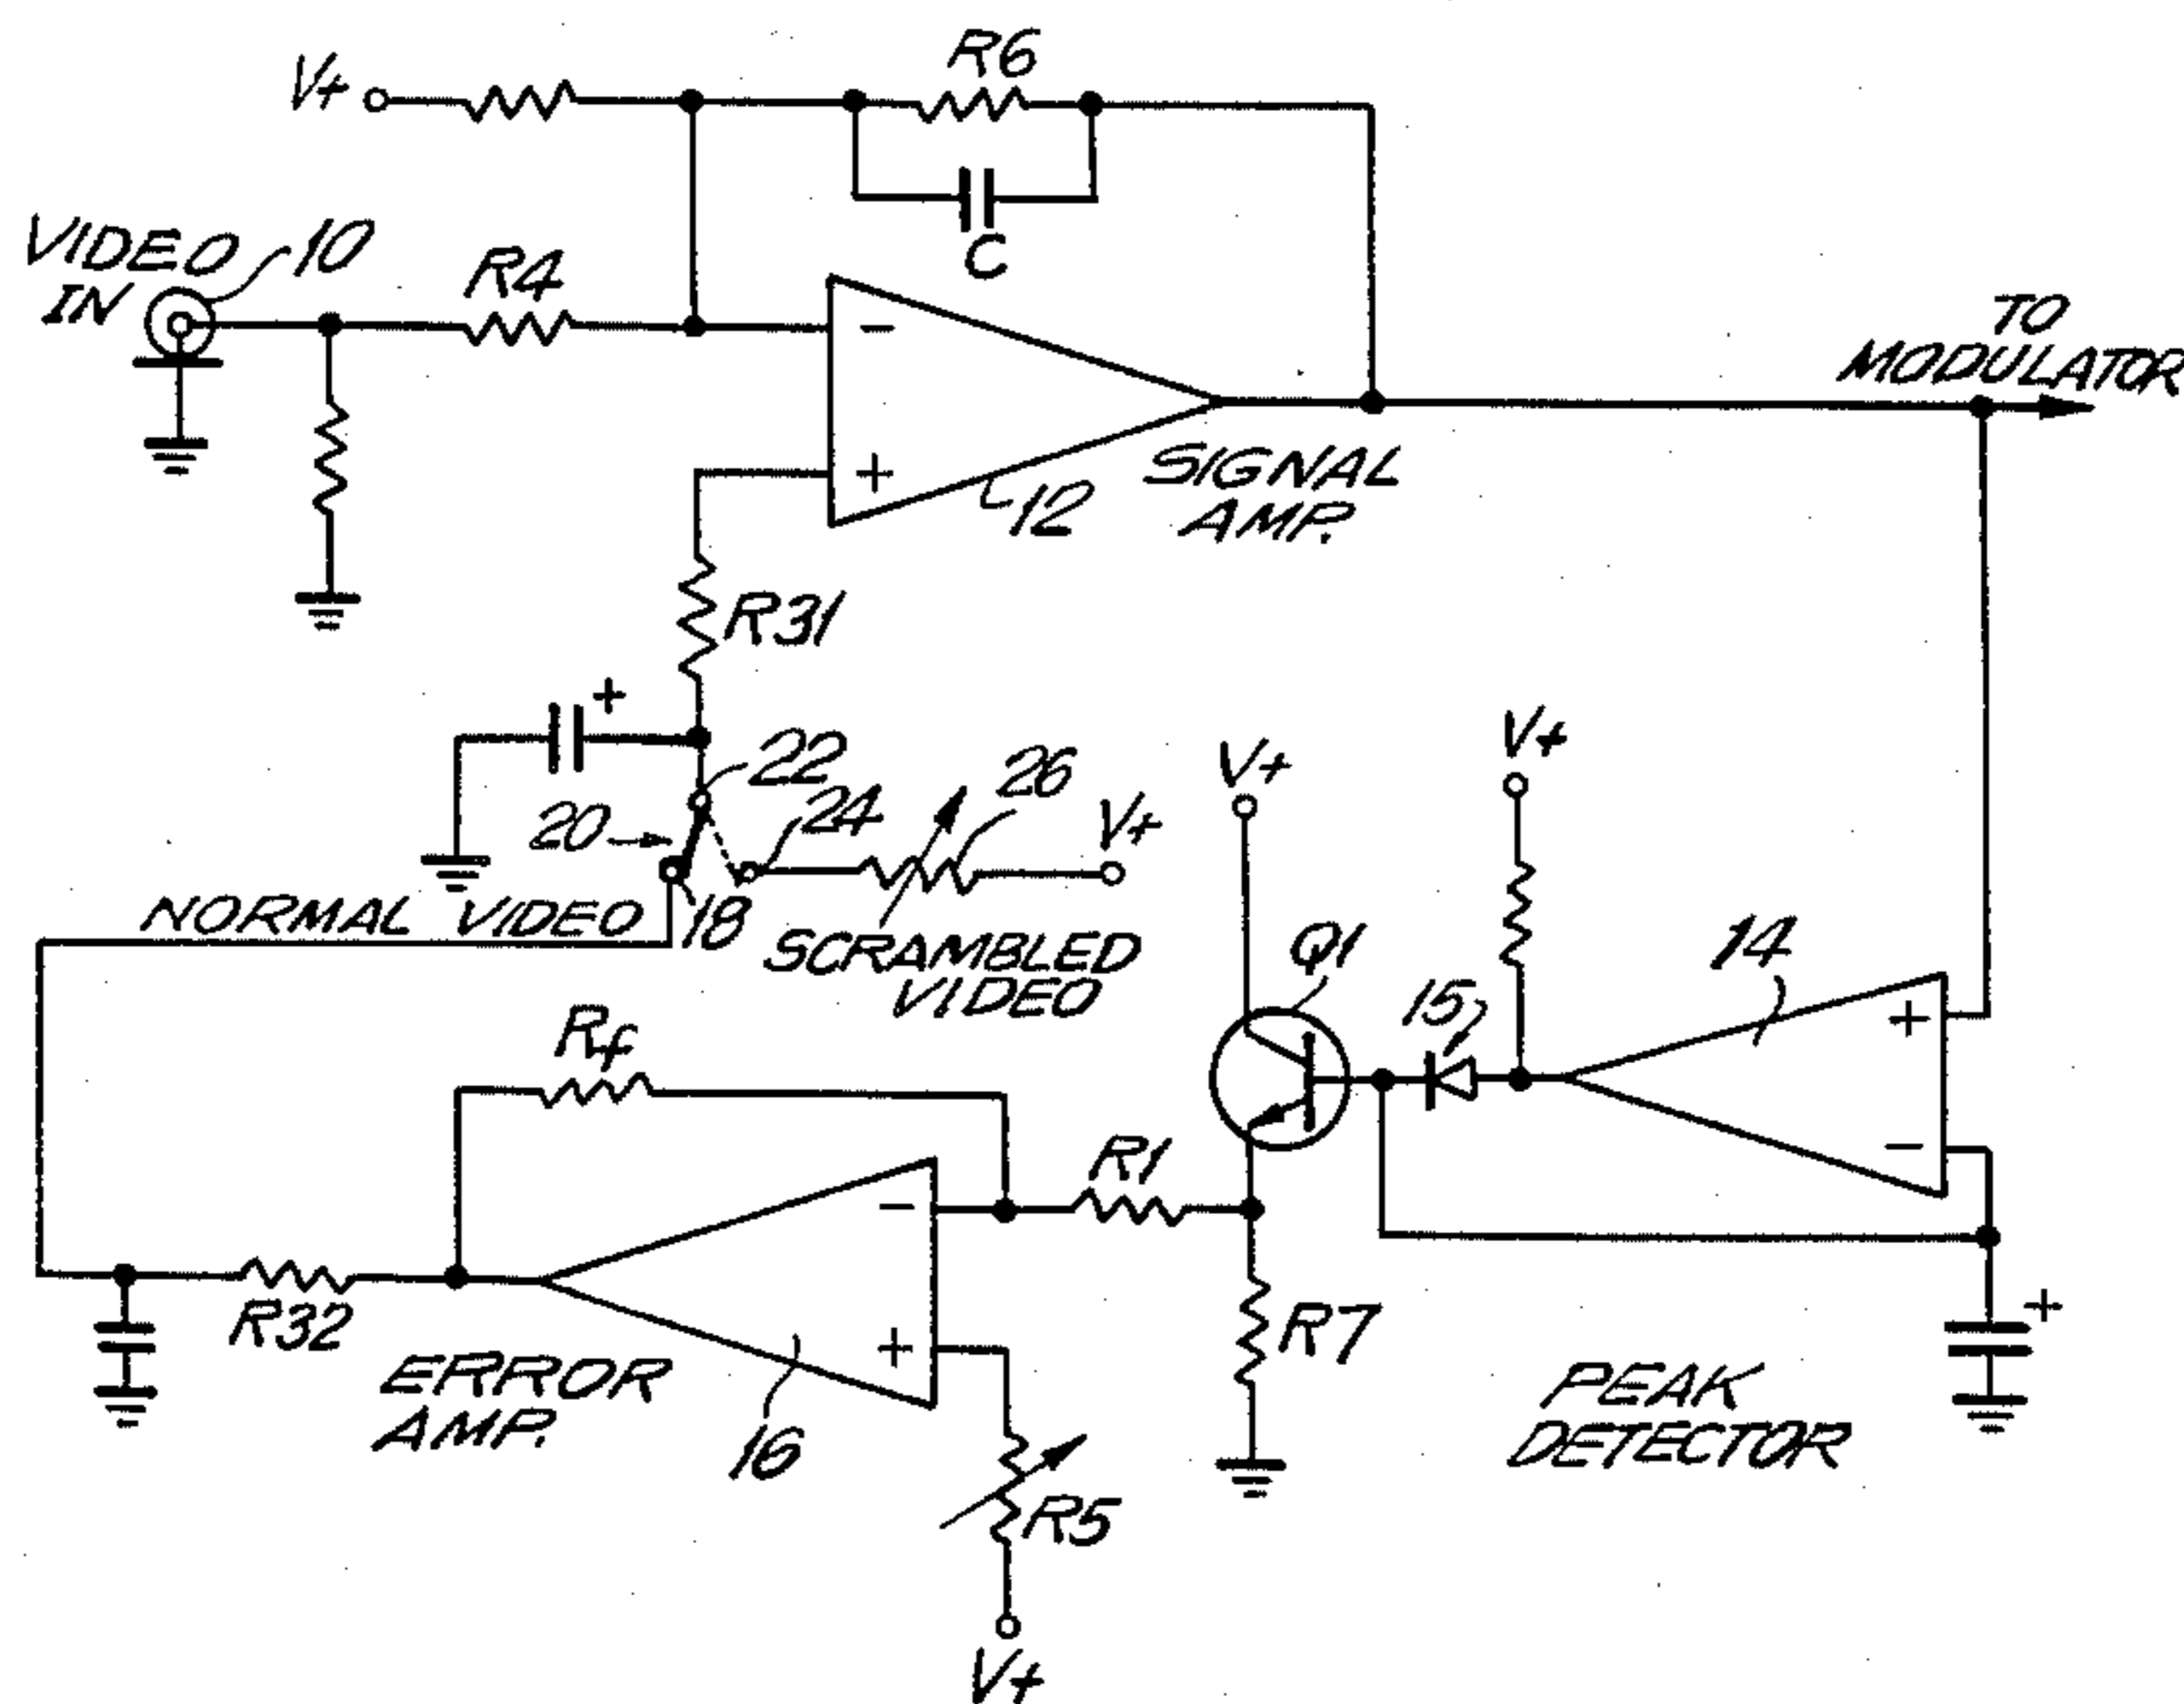 R6
V+
C
VIDEO
IN
10
R4
-
+
12
SIGNAL
AMP.
TO
MODULATOR
R31
+
22
20
24
26
V+
18
NORMAL VIDEO
SCRAMBLED
VIDEO
V+
V+
Q1
15
14
+
-
Rf
R1
-
+
R32
ERROR
AMP.
16
R7
R5
V+
+
PEAK
DETECTOR